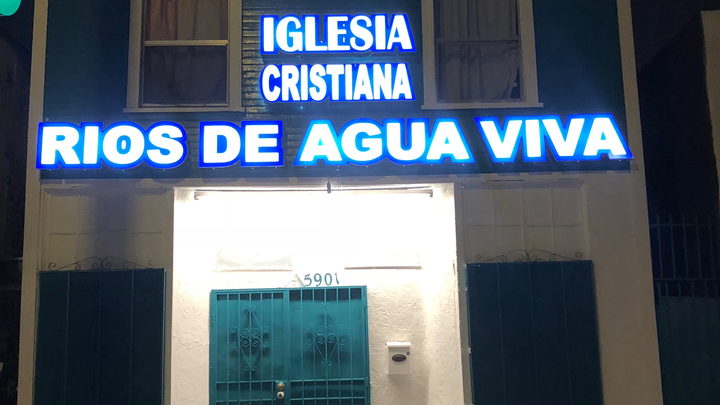 IGLESIA
CRISTIANA
RIOS DE AGUA VIVA
5901